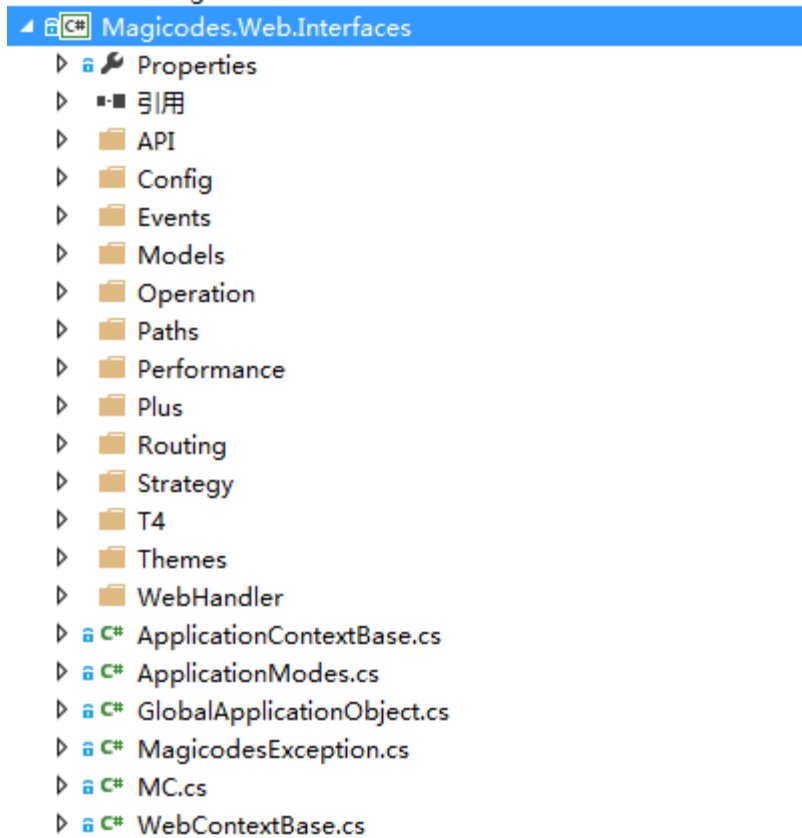 C# Magicodes.Web.Interfaces
Properties
引用
API
Config
Events
Models
Operation
Paths
Performance
Plus
Routing
Strategy
T4
Themes
WebHandler
C# ApplicationContextBase.cs
C# ApplicationModes.cs
C# GlobalApplicationObject.cs
C# MagicodesException.cs
C# MC.cs
C# WebContextBase.cs